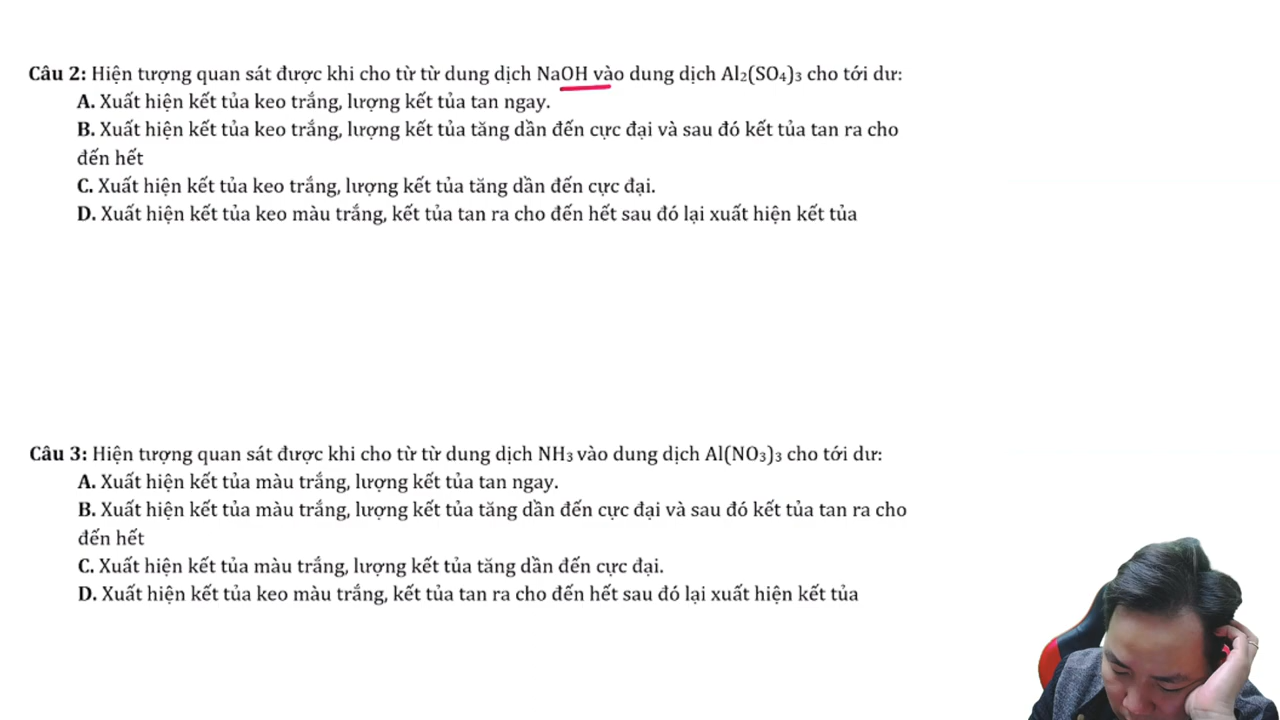 Câu 2: Hiện tượng quan sát được khi cho từ từ dung dịch NaOH vào dung dịch Al₂(SO₄)₃ cho tới dư:
A. Xuất hiện kết tủa keo trắng, lượng kết tủa tan ngay.
B. Xuất hiện kết tủa keo trắng, lượng kết tủa tăng dần đến cực đại và sau đó kết tủa tan ra cho
đến hết
C. Xuất hiện kết tủa keo trắng, lượng kết tủa tăng dần đến cực đại.
D. Xuất hiện kết tủa keo màu trắng, kết tủa tan ra cho đến hết sau đó lại xuất hiện kết tủa
Câu 3: Hiện tượng quan sát được khi cho từ từ dung dịch NH₃ vào dung dịch Al(NO₃)₃ cho tới dư:
A. Xuất hiện kết tủa màu trắng, lượng kết tủa tan ngay.
B. Xuất hiện kết tủa màu trắng, lượng kết tủa tăng dần đến cực đại và sau đó kết tủa tan ra cho
đến hết
C. Xuất hiện kết tủa màu trắng, lượng kết tủa tăng dần đến cực đại.
D. Xuất hiện kết tủa keo màu trắng, kết tủa tan ra cho đến hết sau đó lại xuất hiện kết tủa